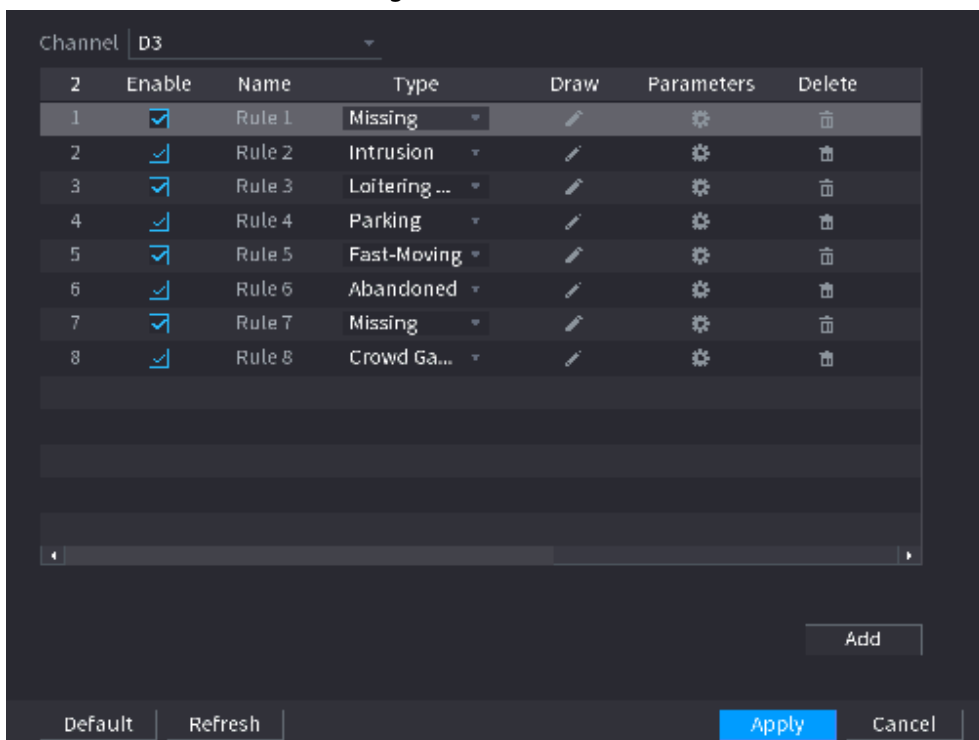 Channel D3
2 Enable Name Type Draw Parameters Delete
1 Rule 1 Missing
2 Rule 2 Intrusion
3 Rule 3 Loitering ...
4 Rule 4 Parking
5 Rule 5 Fast-Moving
6 Rule 6 Abandoned
7 Rule 7 Missing
8 Rule 8 Crowd Ga...
Add
Default Refresh Apply Cancel